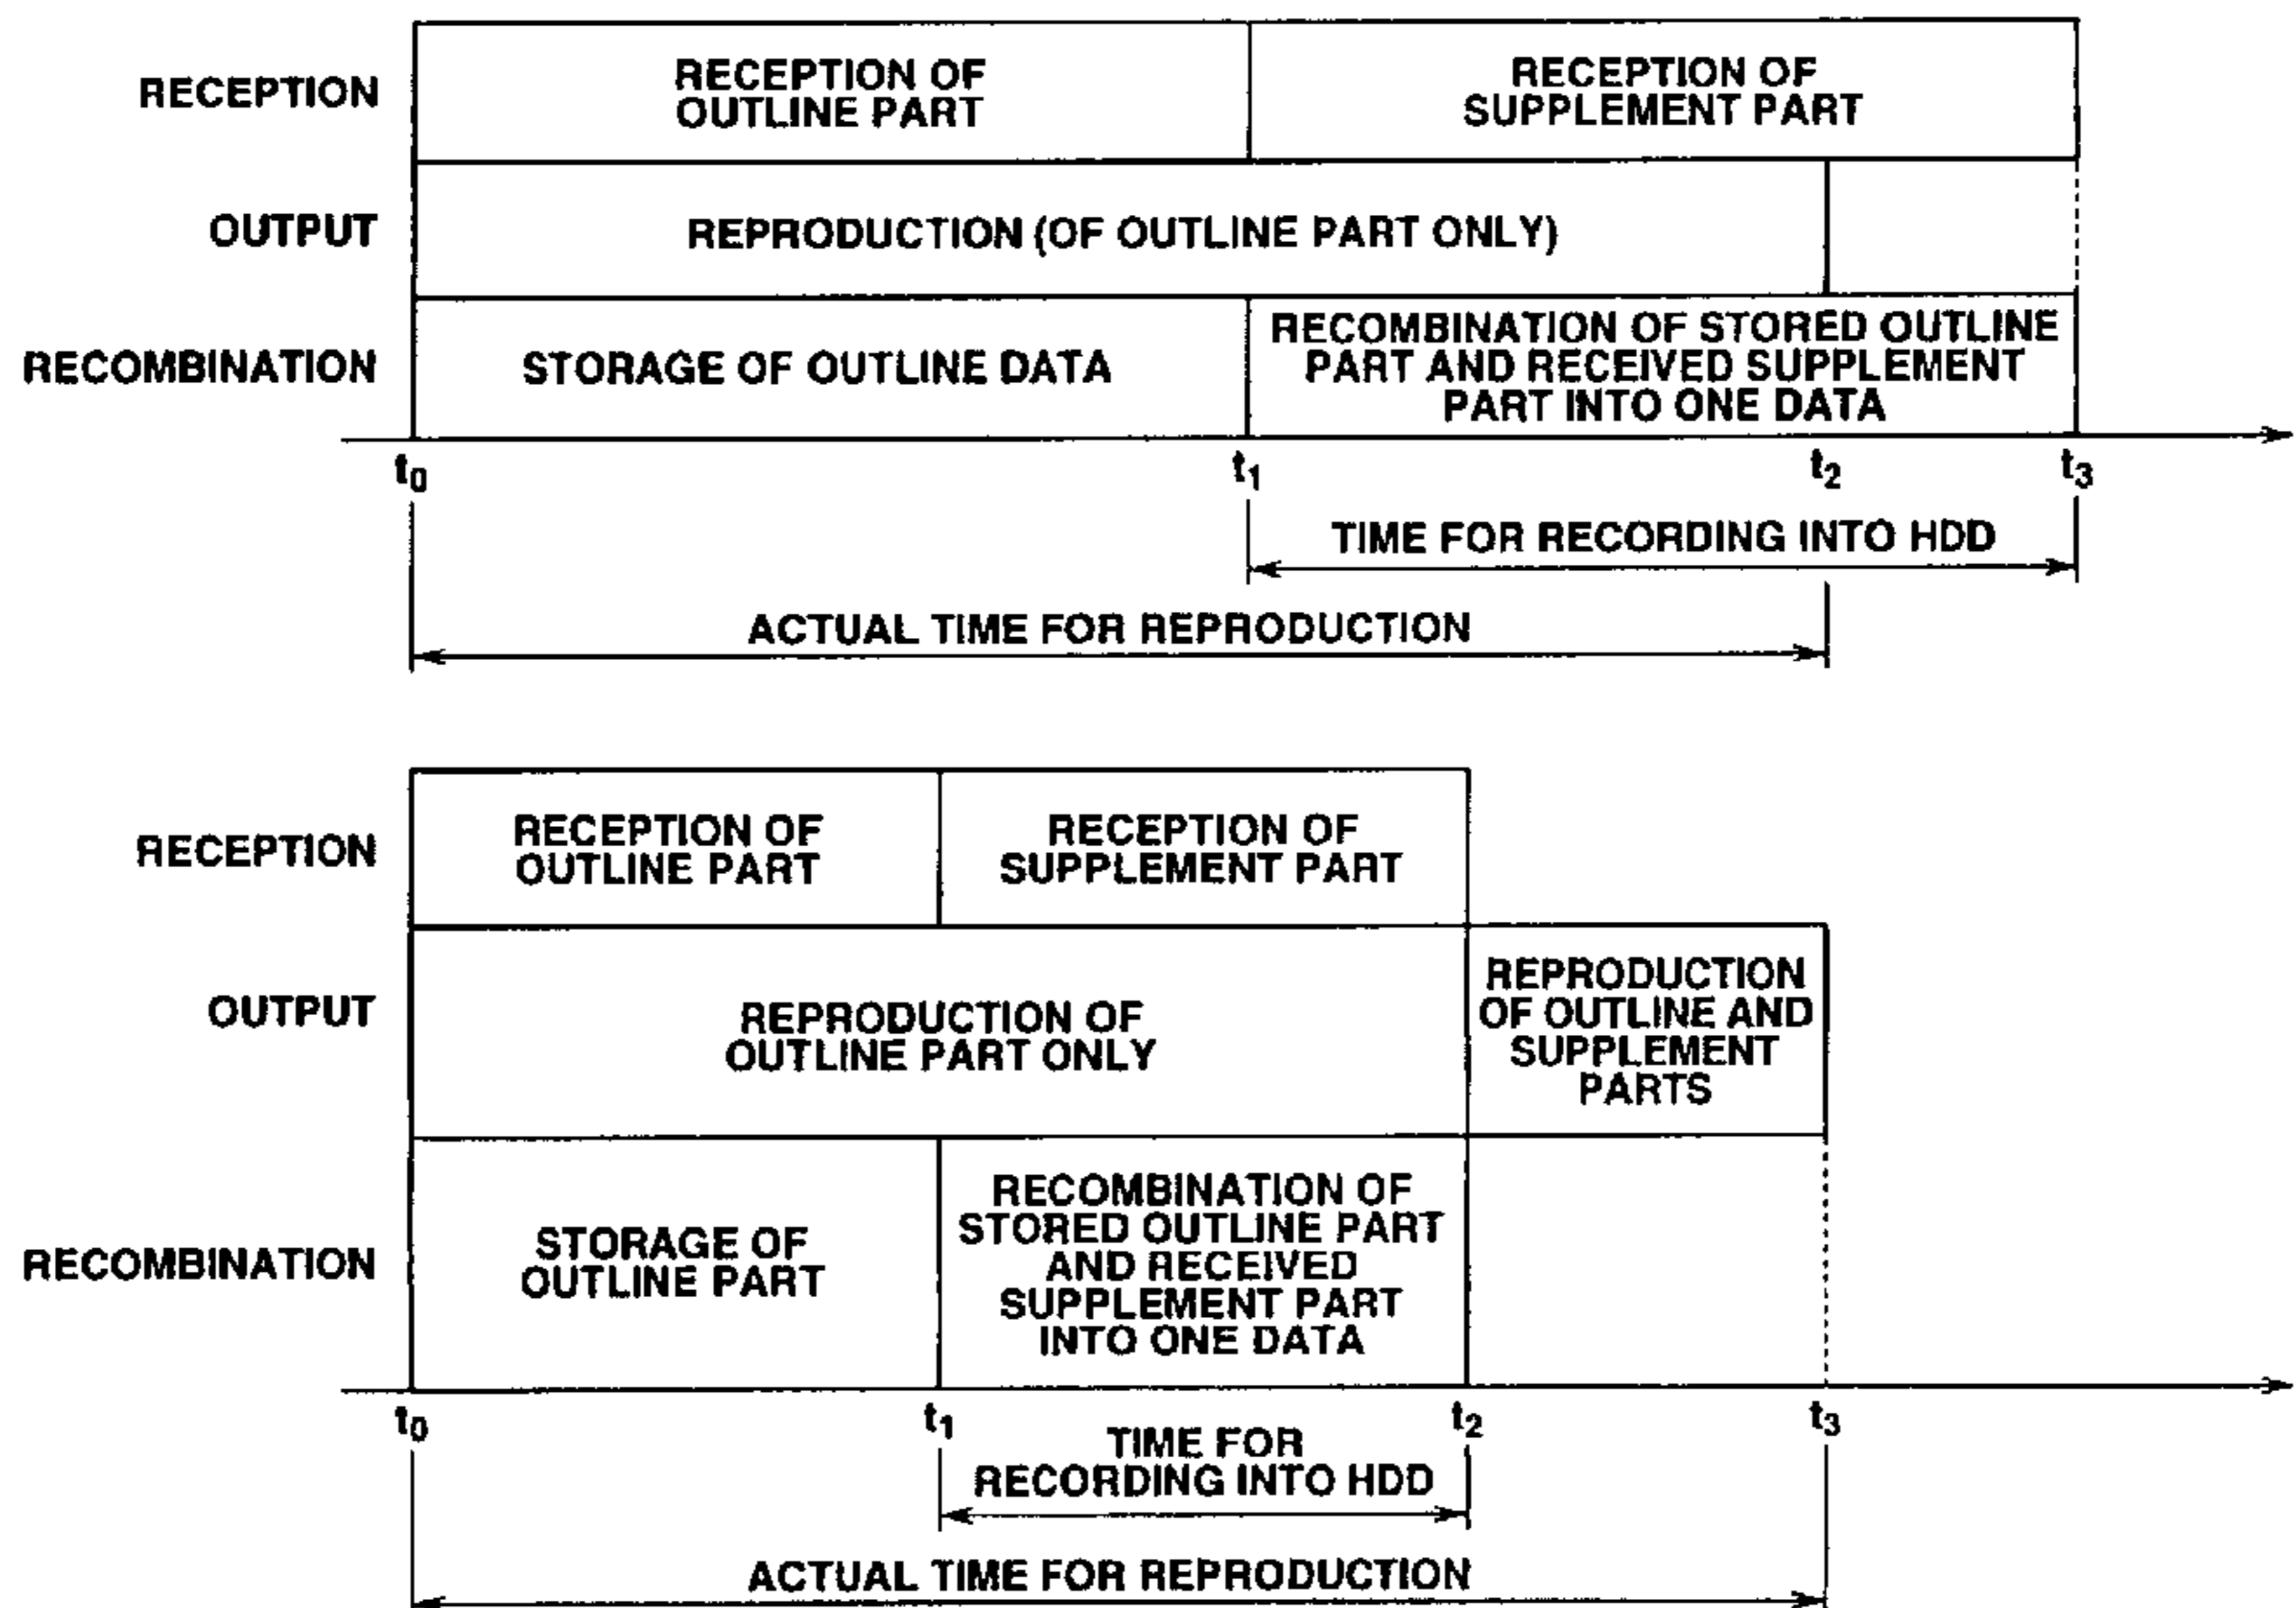 RECEPTION
RECEPTION OF
OUTLINE PART
RECEPTION OF
SUPPLEMENT PART
OUTPUT
REPRODUCTION (OF OUTLINE PART ONLY)
RECOMBINATION
STORAGE OF OUTLINE DATA
RECOMBINATION OF STORED OUTLINE
PART AND RECEIVED SUPPLEMENT
PART INTO ONE DATA
t0
t1
t2
t3
TIME FOR RECORDING INTO HDD
ACTUAL TIME FOR REPRODUCTION
RECEPTION
RECEPTION OF
OUTLINE PART
RECEPTION OF
SUPPLEMENT PART
OUTPUT
REPRODUCTION OF
OUTLINE PART ONLY
REPRODUCTION
OF OUTLINE AND
SUPPLEMENT
PARTS
RECOMBINATION
STORAGE OF
OUTLINE PART
RECOMBINATION OF
STORED OUTLINE PART
AND RECEIVED
SUPPLEMENT PART
INTO ONE DATA
t0
t1
t2
t3
TIME FOR
RECORDING INTO HDD
ACTUAL TIME FOR REPRODUCTION